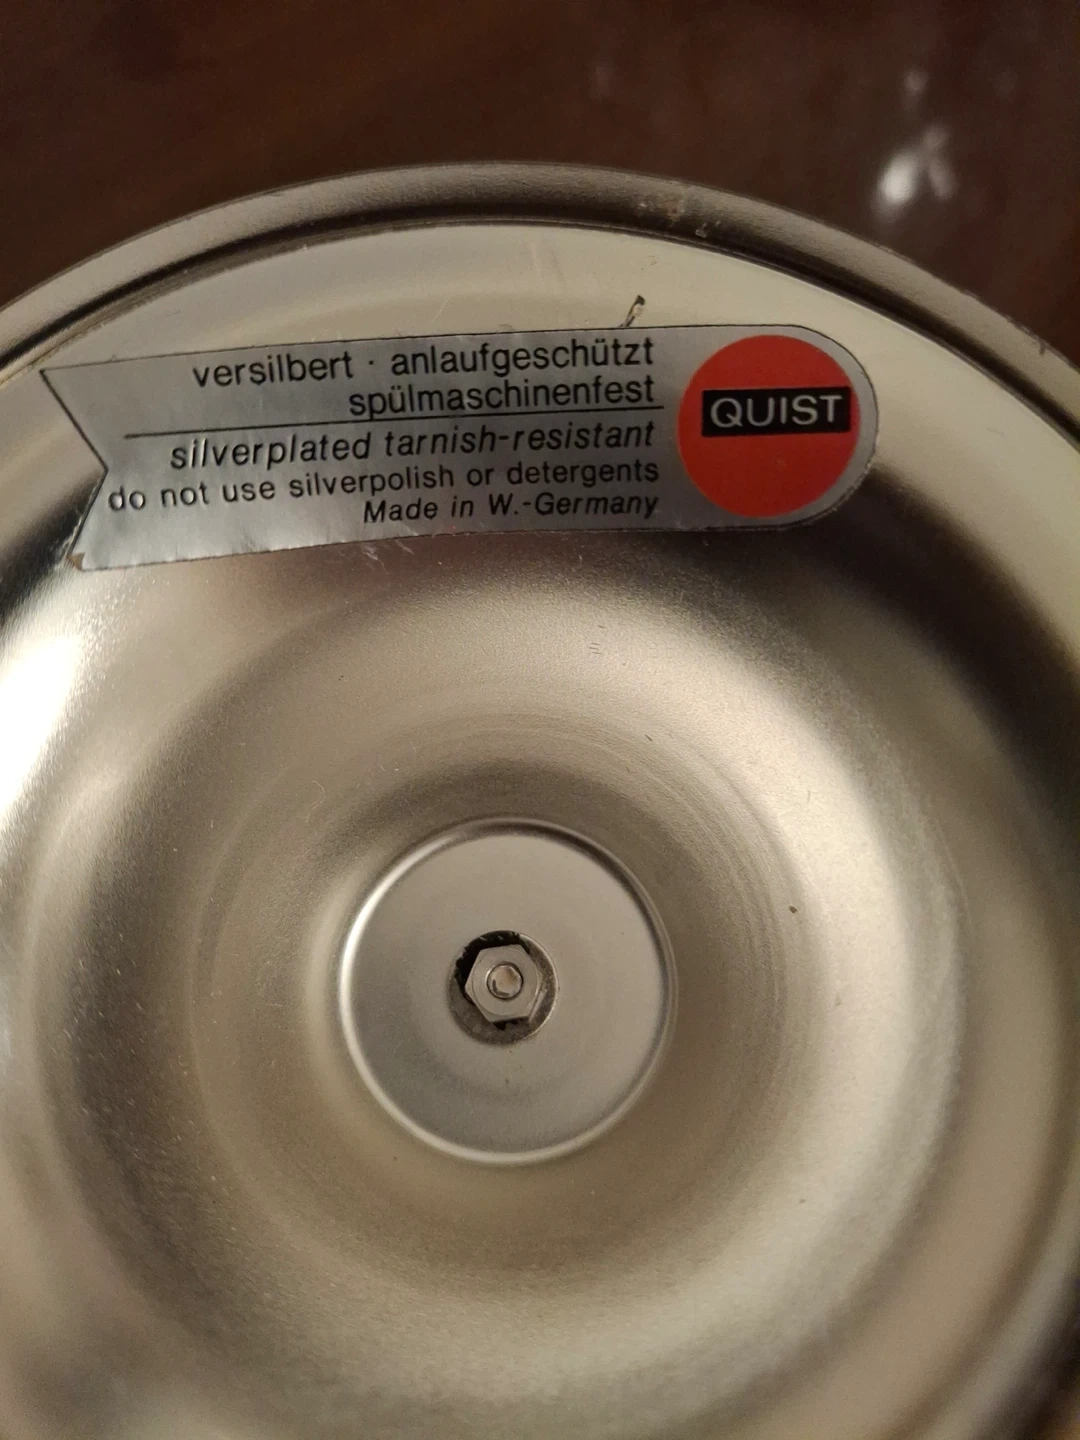 versilbert · anlaufgeschützt
spülmaschinenfest
silverplated tarnish-resistant
do not use silverpolish or detergents
Made in W.-Germany
QUIST